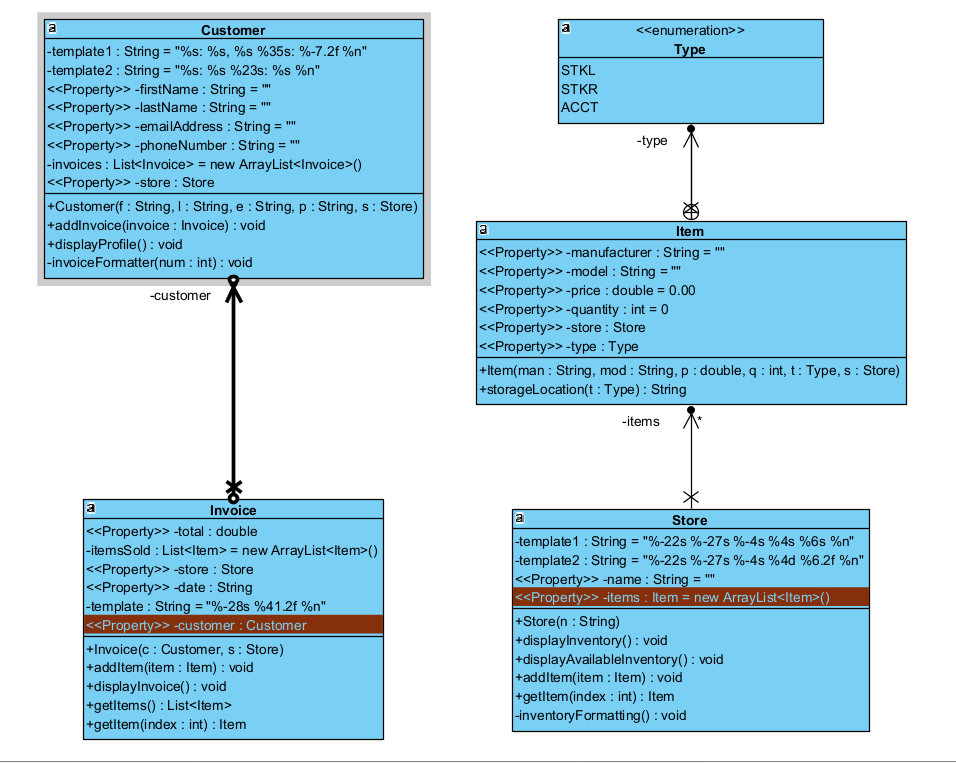 a
Customer
-template1 : String = "%s: %s, %s %35s: %-7.2f %n"
-template2 : String = "%s: %s %23s: %s %n"
<<Property>> -firstName : String = ""
<<Property>> -lastName : String = ""
<<Property>> -emailAddress : String = ""
<<Property>> -phoneNumber : String = ""
-invoices : List<Invoice> = new ArrayList<Invoice>()
<<Property>> -store : Store
+Customer(f : String, l : String, e : String, p : String, s : Store)
+addInvoice(invoice : Invoice) : void
+displayProfile() : void
-invoiceFormatter(num : int) : void
-customer
a
Invoice
<<Property>> -total : double
-itemsSold : List<Item> = new ArrayList<Item>()
<<Property>> -store : Store
<<Property>> -date : String
-template : String = "%-28s %41.2f %n"
<<Property>> -customer : Customer
+Invoice(c : Customer, s : Store)
+addItem(item : Item) : void
+displayInvoice() : void
+getItems() : List<Item>
+getItem(index : int) : Item
a
<<enumeration>>
Type
STKL
STKR
ACCT
-type
a
Item
<<Property>> -manufacturer : String = ""
<<Property>> -model : String = ""
<<Property>> -price : double = 0.00
<<Property>> -quantity : int = 0
<<Property>> -store : Store
<<Property>> -type : Type
+Item(man : String, mod : String, p : double, q : int, t : Type, s : Store)
+storageLocation(t : Type) : String
-items *
a
Store
-template1 : String = "%-22s %-27s %-4s %4s %6s %n"
-template2 : String = "%-22s %-27s %-4s %4d %6.2f %n"
<<Property>> -name : String = ""
<<Property>> -items : Item = new ArrayList<Item>()
+Store(n : String)
+displayInventory() : void
+displayAvailableInventory() : void
+addItem(item : Item) : void
+getItem(index : int) : Item
-inventoryFormatting() : void